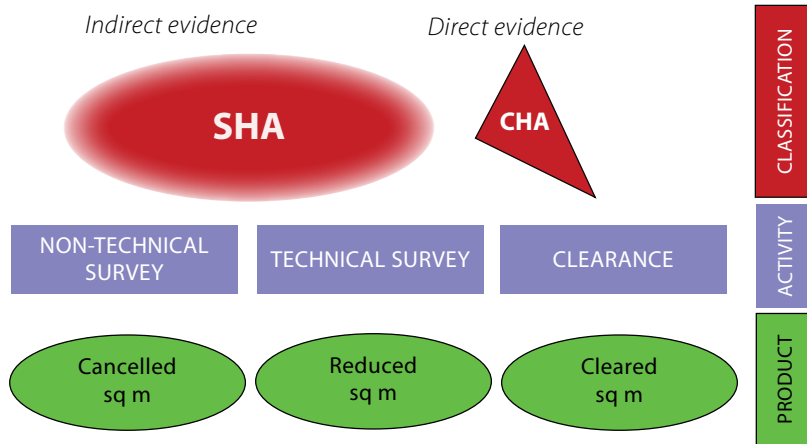 Indirect evidence
Direct evidence
SHA
CHA
CLASSIFICATION
NON-TECHNICAL
SURVEY
TECHNICAL SURVEY
CLEARANCE
ACTIVITY
Cancelled
sq m
Reduced
sq m
Cleared
sq m
PRODUCT